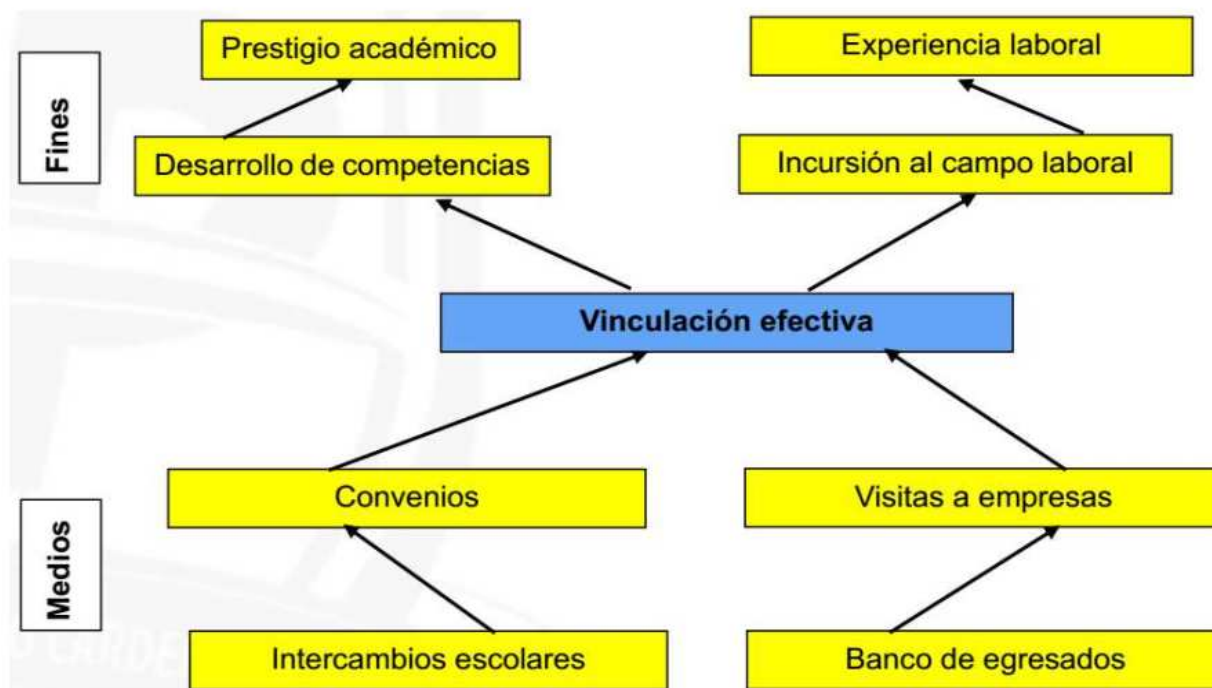 Fines
Prestigio académico
Experiencia laboral
Desarrollo de competencias
Incursión al campo laboral
Vinculación efectiva
Medios
Convenios
Visitas a empresas
Intercambios escolares
Banco de egresados